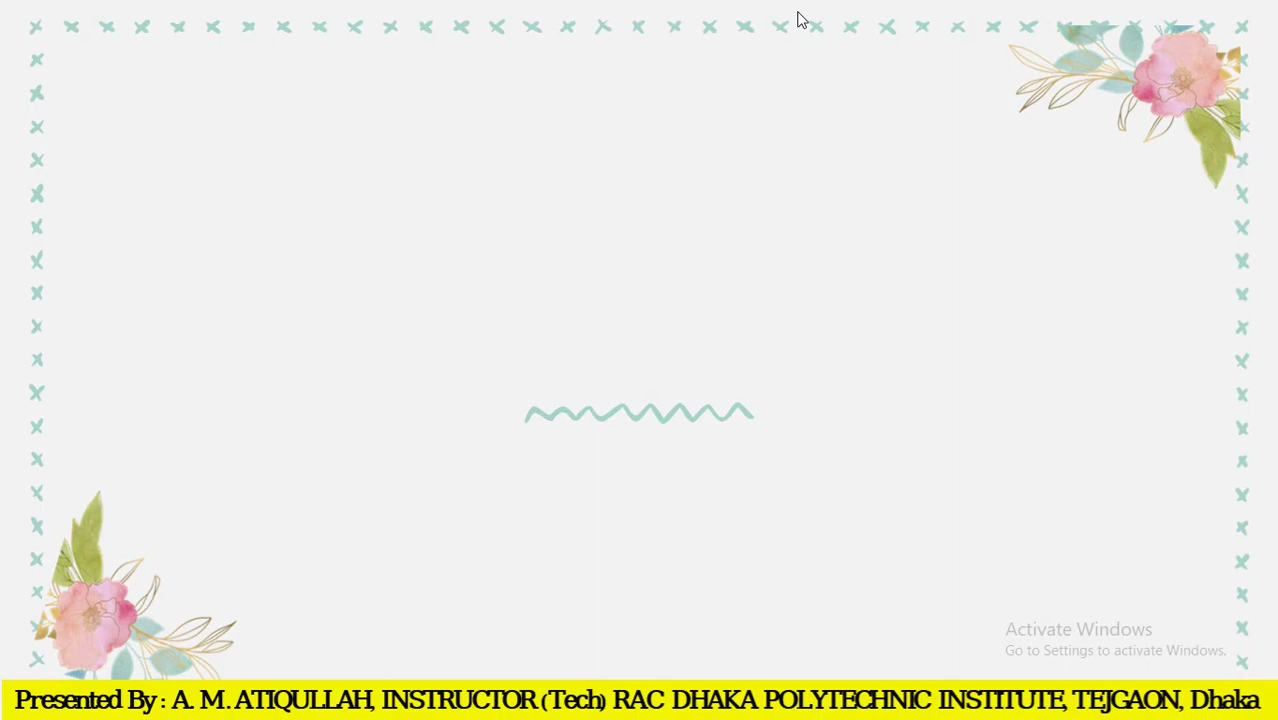 Activate Windows
Go to Settings to activate Windows.
Presented By : A. M. ATIQULLAH, INSTRUCTOR (Tech) RAC DHAKA POLYTECHNIC INSTITUTE, TEJGAON, Dhaka